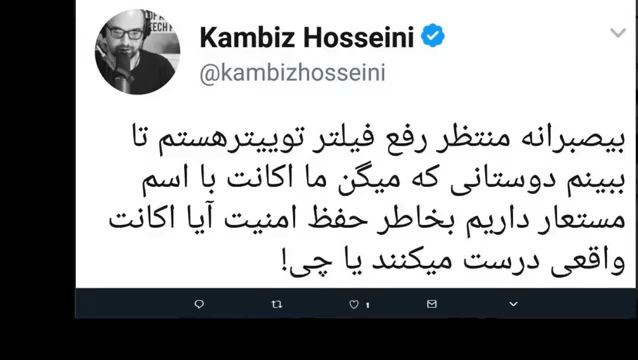 Kambiz Hosseini
@kambizhosseini
بیصبرانه منتظر رفع فیلتر توییترهستم تا
ببینم دوستانی که میگن ما اکانت با اسم
مستعار داریم بخاطر حفظ امنیت آیا اکانت
واقعی درست میکنند یا چی!
1